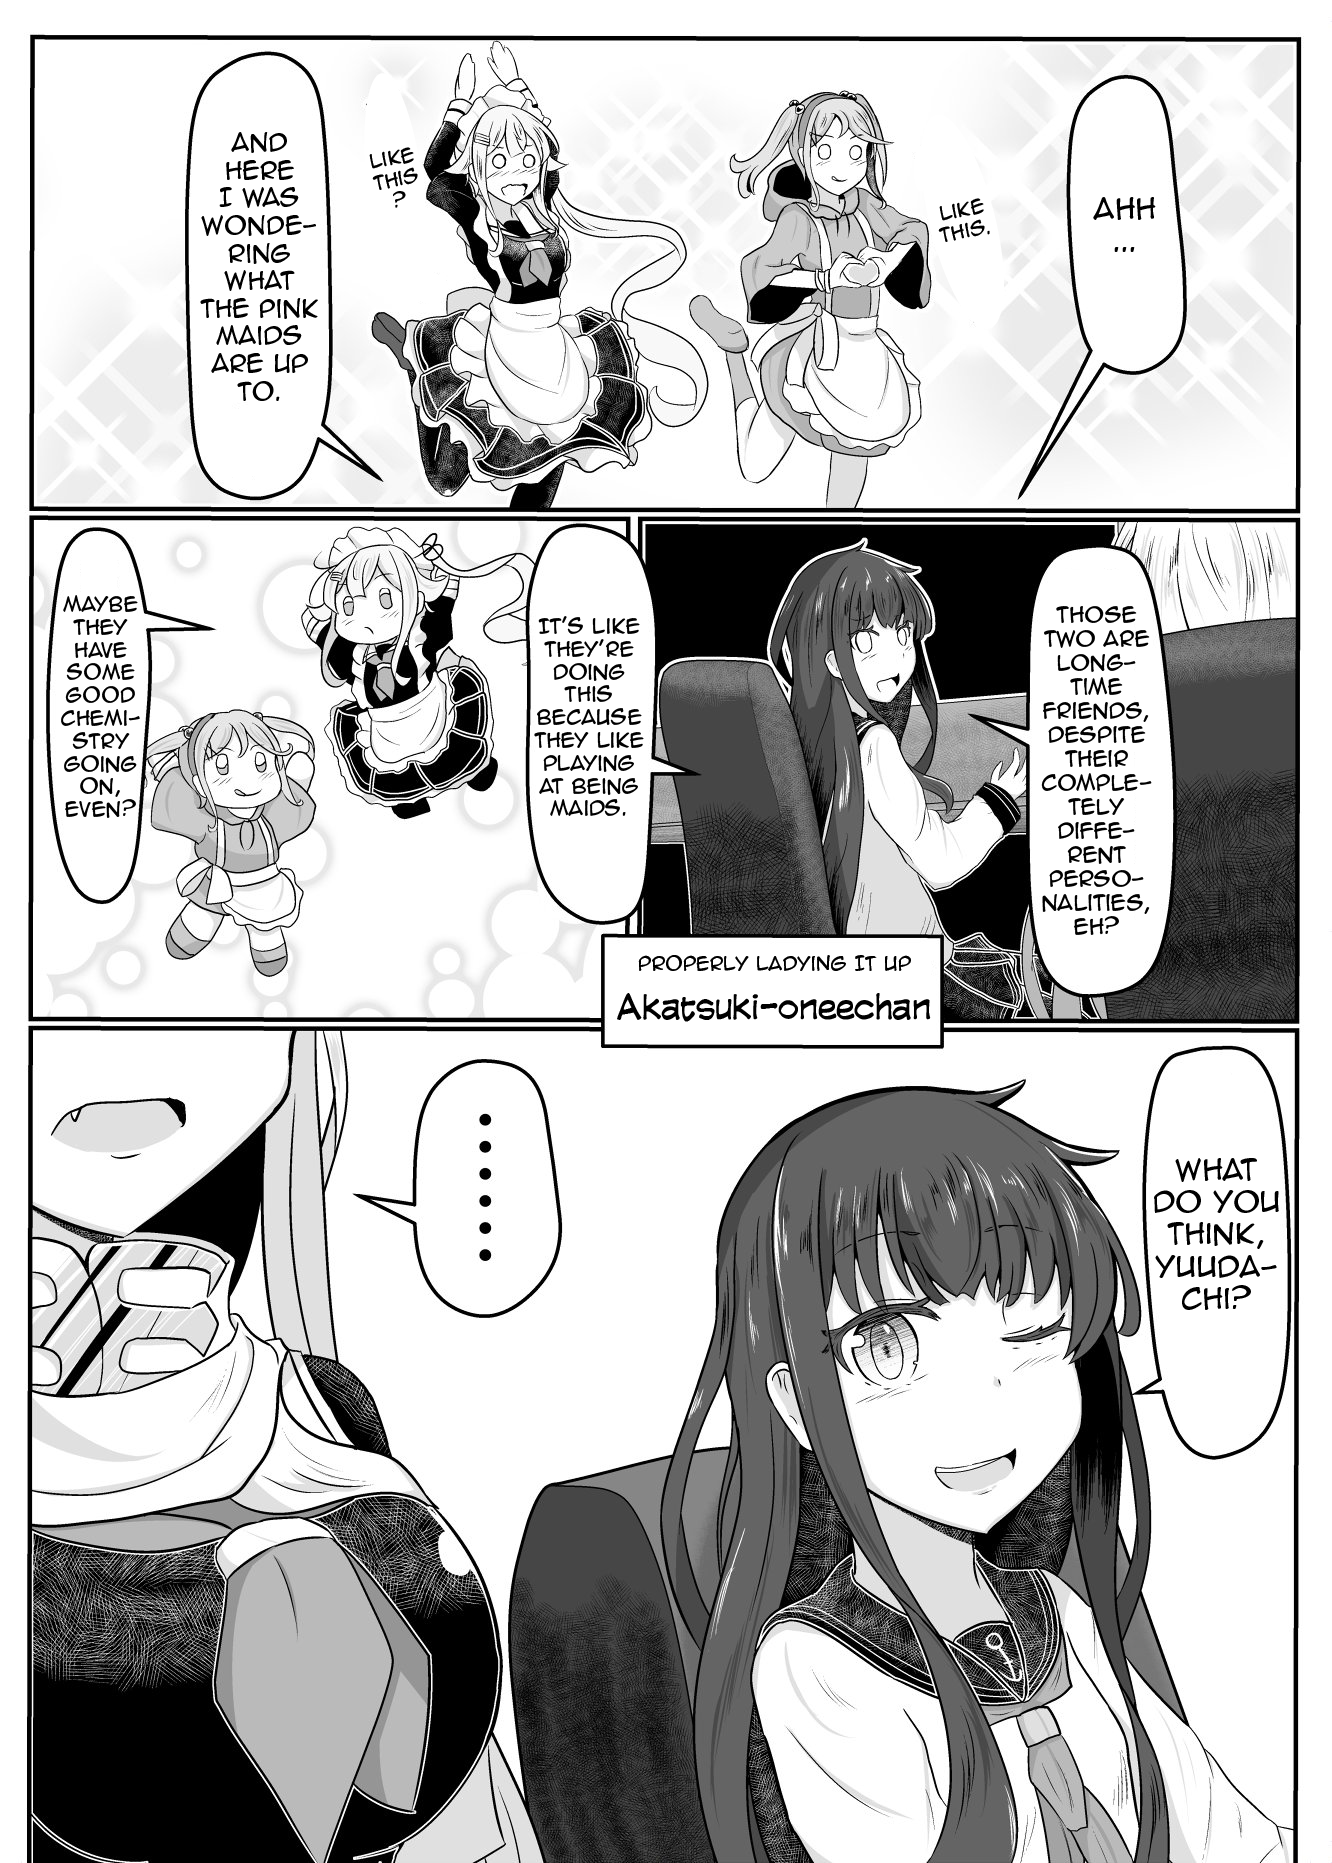 AHH
...
LIKE
THIS.
LIKE
THIS
?
AND
HERE
I WAS
WONDE-
RING
WHAT
THE PINK
MAIDS
ARE UP
TO.
THOSE
TWO ARE
LONG-
TIME
FRIENDS,
DESPITE
THEIR
COMPLE-
TELY
DIFFE-
RENT
PERSO-
NALITIES,
EH?
IT'S LIKE
THEY'RE
DOING
THIS
BECAUSE
THEY LIKE
PLAYING
AT BEING
MAIDS.
MAYBE
THEY
HAVE
SOME
GOOD
CHEMI-
STRY
GOING
ON,
EVEN?
PROPERLY LADYING IT UP
Akatsuki-oneechan
WHAT
DO YOU
THINK,
YUUDA-
CHI?
......